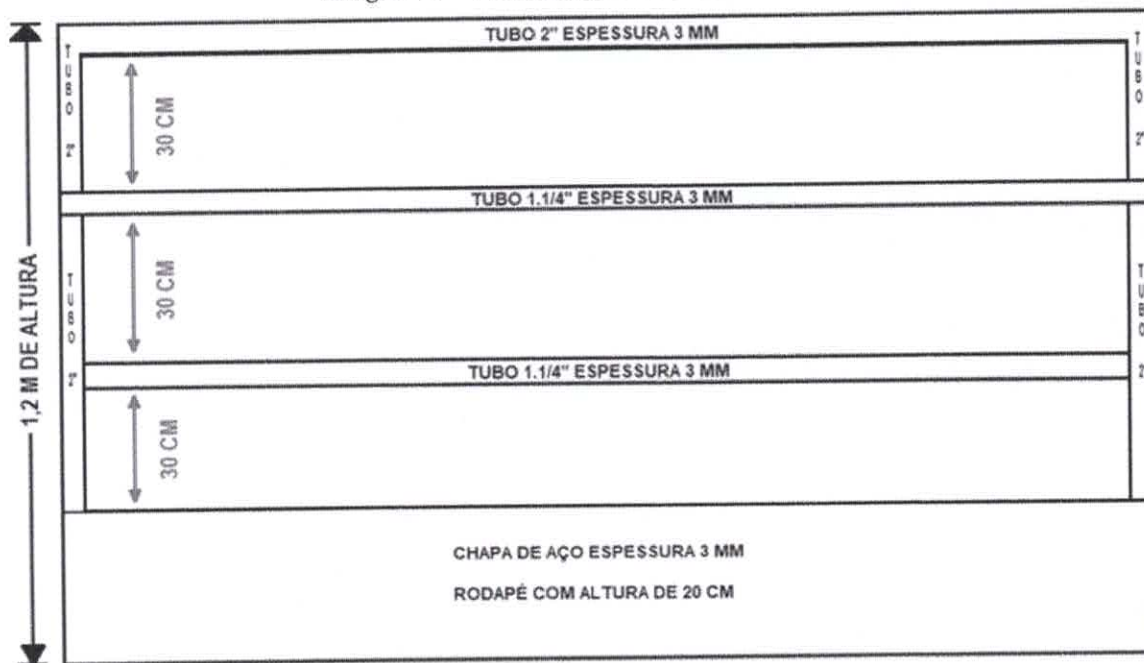 TUBO 2" ESPESSURA 3 MM
TUBO 2"
TUBO 2"
30 CM
TUBO 1.1/4" ESPESSURA 3 MM
1,2 M DE ALTURA
TUBO 2"
TUBO 2
30 CM
TUBO 1.1/4" ESPESSURA 3 MM
30 CM
CHAPA DE AÇO ESPESSURA 3 MM
RODAPÉ COM ALTURA DE 20 CM